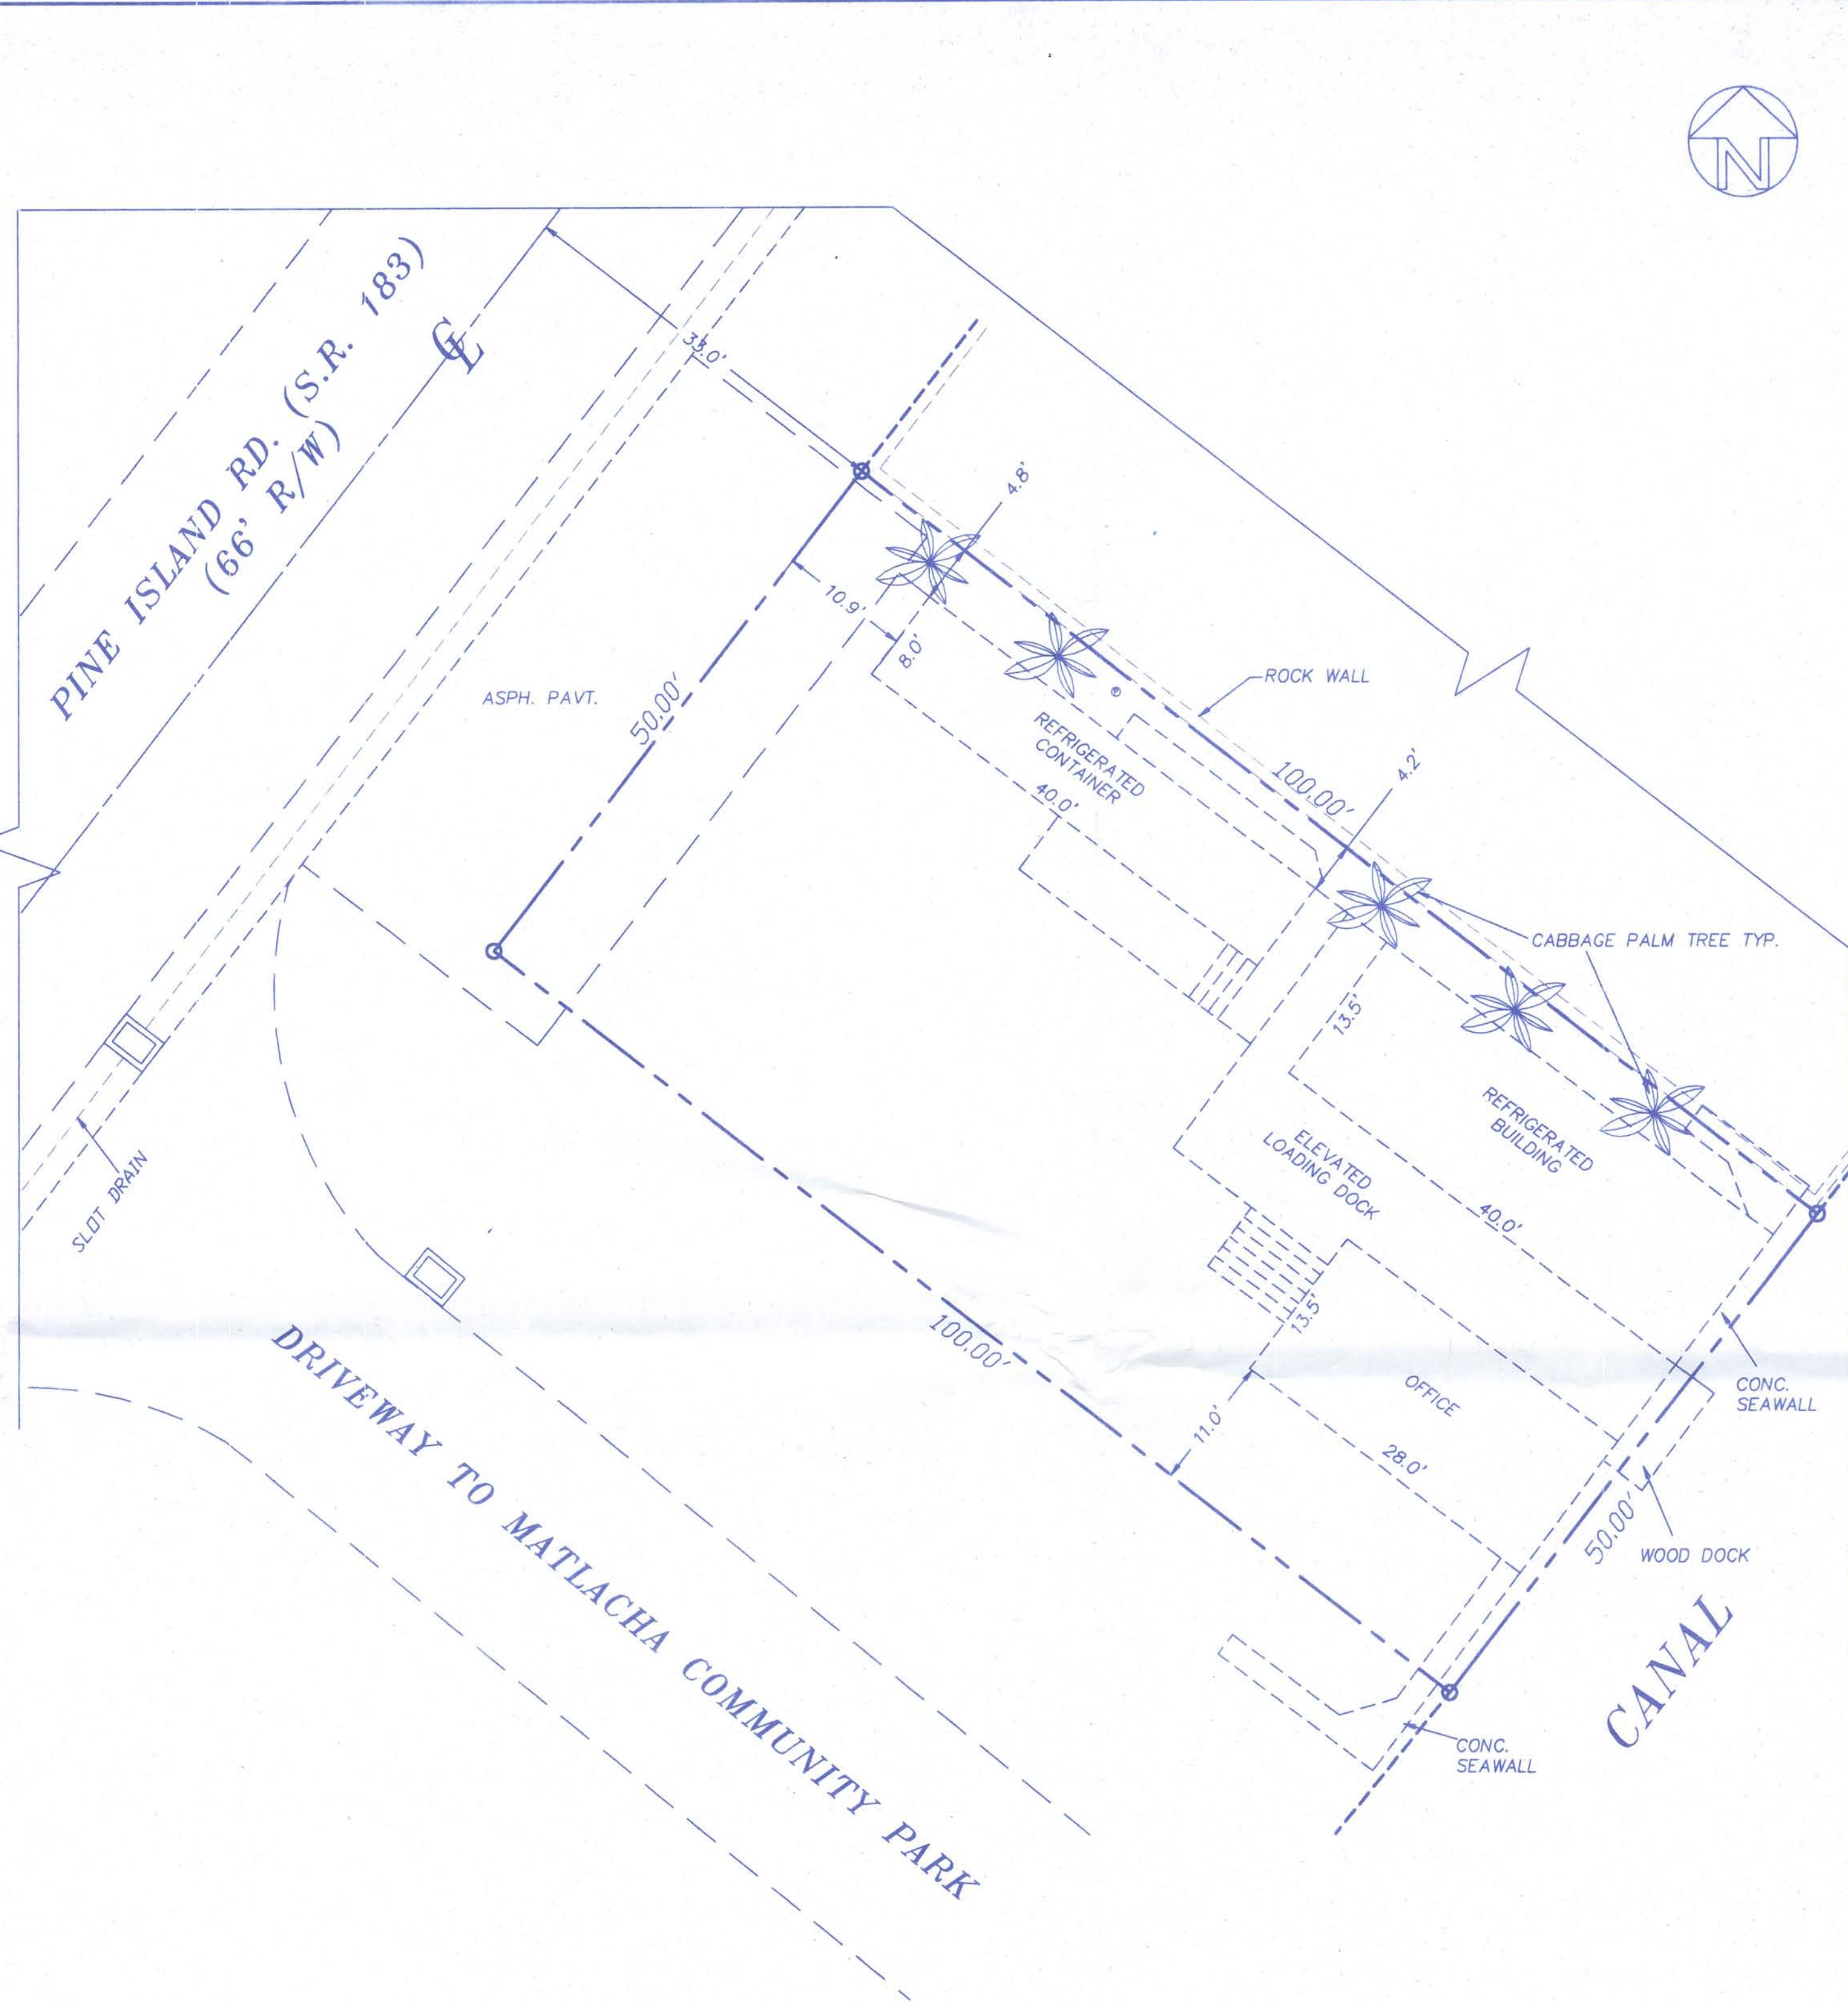 N
PINE ISLAND RD. (S.R. 183)
(66' R/W)
CL
33.0'
4.8'
10.9'
8.0'
ASPH. PAVT.
50.00'
ROCK WALL
REFRIGERATED
CONTAINER
40.0'
100.00'
4.2'
CABBAGE PALM TREE TYP.
13.5'
REFRIGERATED
BUILDING
ELEVATED
LOADING DOCK
40.0'
SLOT DRAIN
13.5'
100.00'
OFFICE
CONC.
SEAWALL
11.0'
28.0'
50.00'
WOOD DOCK
DRIVEWAY TO MATLACHA COMMUNITY PARK
CANAL
CONC.
SEAWALL